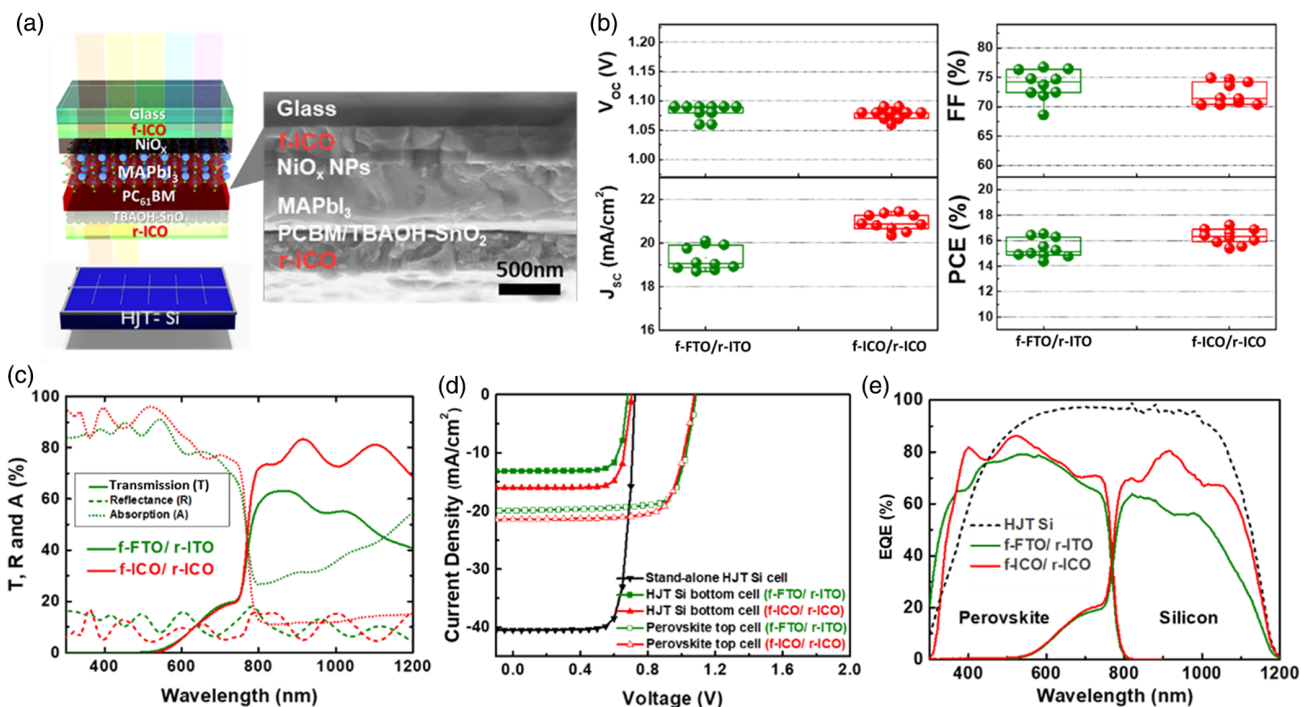 (a)
Glass
f-ICO
NiOX
MAPbI3
PC61BM
TBAOH-SnO2
r-ICO
HJT- Si
Glass
f-ICO
NiOX NPs
MAPbI3
PCBM/TBAOH-SnO2
r-ICO
500nm
(b)
VOC (V)
1.20
1.15
1.10
1.05
1.00
FF (%)
85
80
75
70
65
60
JSC (mA/cm2)
22
21
20
19
18
16
f-FTO/r-ITO
f-ICO/r-ICO
PCE (%)
18
17
16
15
14
13
12
11
10
f-FTO/r-ITO
f-ICO/r-ICO
(c)
T, R and A (%)
100
80
60
40
20
0
Transmission (T)
Reflectance (R)
Absorption (A)
f-FTO/ r-ITO
f-ICO/ r-ICO
400 600 800 1000 1200
Wavelength (nm)
(d)
Current Density (mA/cm2)
0
-10
-20
-30
-40
Stand-alone HJT Si cell
HJT Si bottom cell (f-FTO/ r-ITO)
HJT Si bottom cell (f-ICO/ r-ICO)
Perovskite top cell (f-FTO/ r-ITO)
Perovskite top cell (f-ICO/ r-ICO)
0.0 0.4 0.8 1.2 1.6 2.0
Voltage (V)
(e)
EQE (%)
100
80
60
40
20
0
HJT Si
f-FTO/ r-ITO
f-ICO/ r-ICO
Perovskite
Silicon
400 600 800 1000 1200
Wavelength (nm)